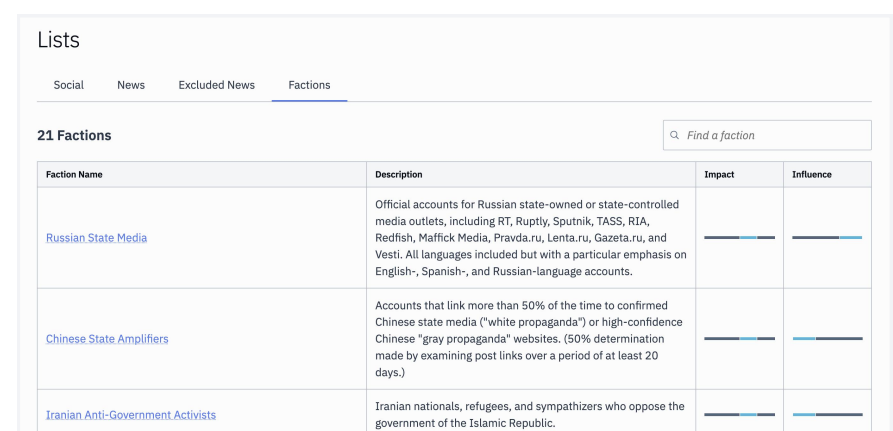 Lists
Social News Excluded News Factions
21 Factions
Find a faction
Faction Name Description Impact Influence
Russian State Media
Official accounts for Russian state-owned or state-controlled
media outlets, including RT, Ruptly, Sputnik, TASS, RIA,
Redfish, Maffick Media, Pravda.ru, Lenta.ru, Gazeta.ru, and
Vesti. All languages included but with a particular emphasis on
English-, Spanish-, and Russian-language accounts.
Chinese State Amplifiers
Accounts that link more than 50% of the time to confirmed
Chinese state media ("white propaganda") or high-confidence
Chinese "gray propaganda" websites. (50% determination
made by examining post links over a period of at least 20
days.)
Iranian Anti-Government Activists
Iranian nationals, refugees, and sympathizers who oppose the
government of the Islamic Republic.